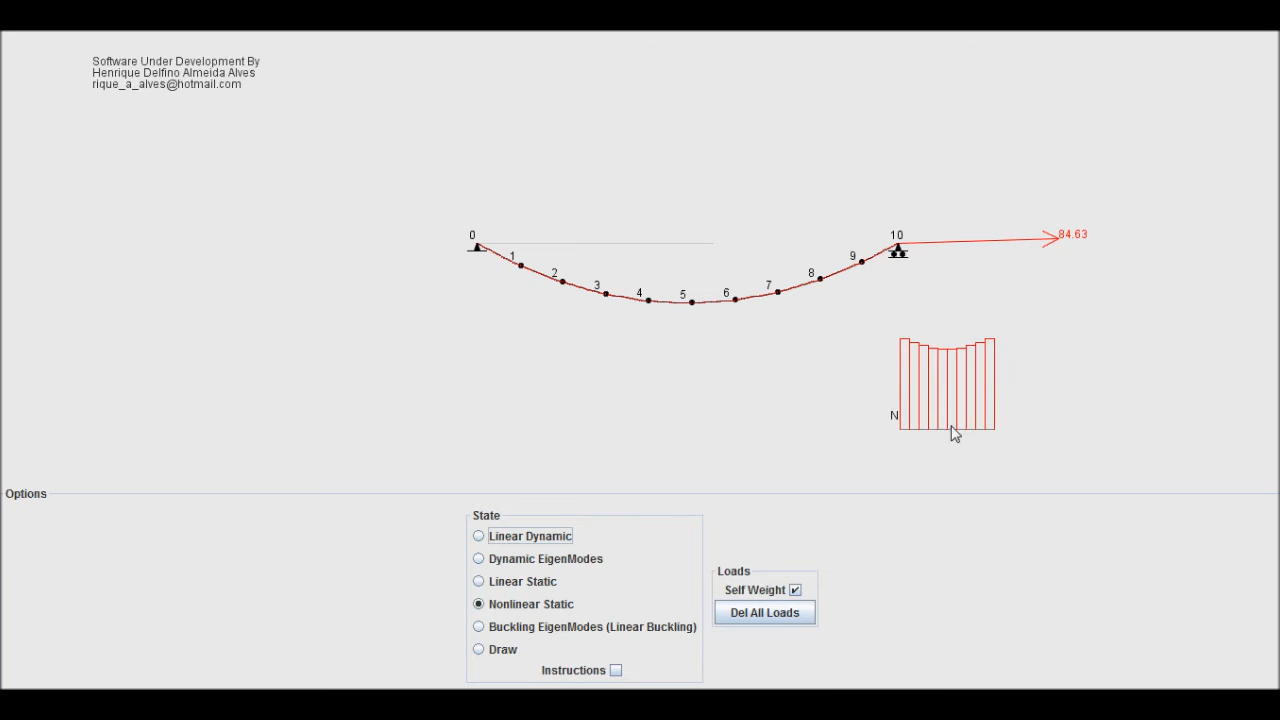 Software Under Development By
Henrique Delfino Almeida Alves
rique_a_alves@hotmail.com
0
1
2
3
4
5
6
7
8
9
10
84.63
N
Options
State
Linear Dynamic
Dynamic EigenModes
Linear Static
Nonlinear Static
Buckling EigenModes (Linear Buckling)
Draw
Instructions
Loads
Self Weight
Del All Loads